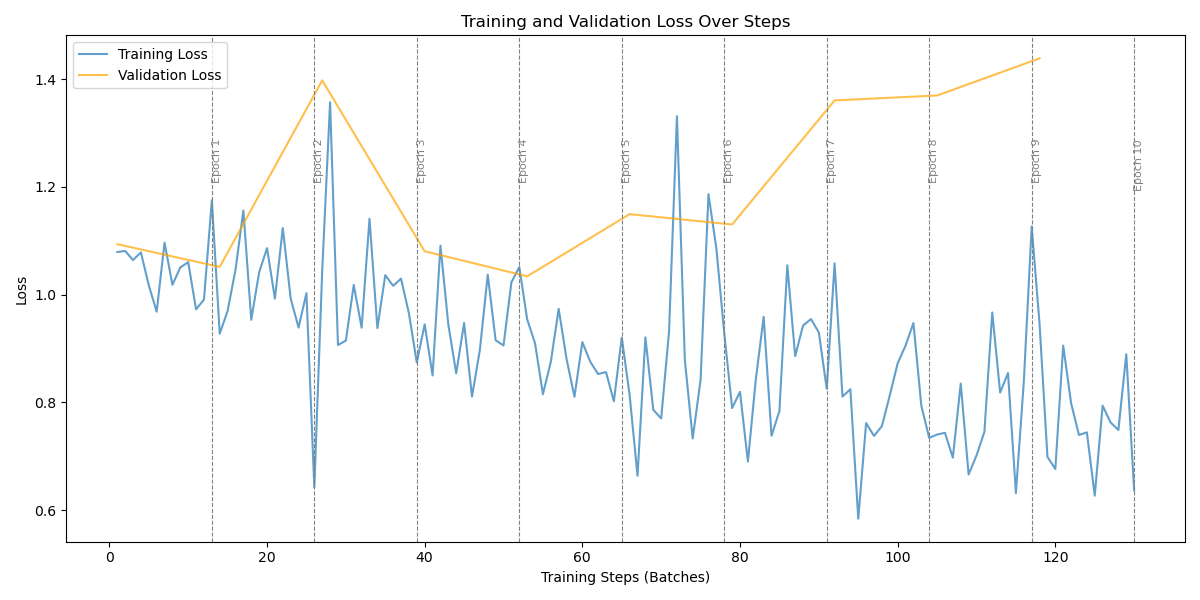 Training and Validation Loss Over Steps
Training Loss
Validation Loss
1.4
1.2
1.0
0.8
0.6
Loss
Epoch 1
Epoch 2
Epoch 3
Epoch 4
Epoch 5
Epoch 6
Epoch 7
Epoch 8
Epoch 9
Epoch 10
0
20
40
60
80
100
120
Training Steps (Batches)